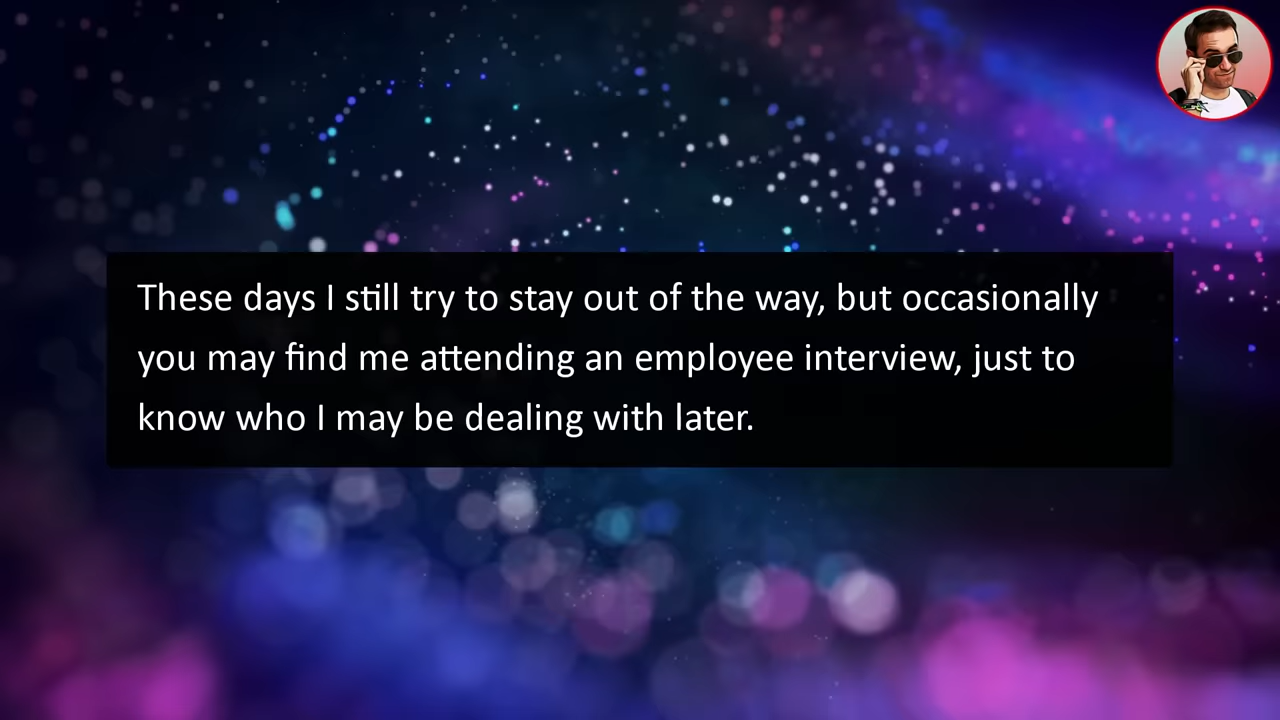 These days I still try to stay out of the way, but occasionally
you may find me attending an employee interview, just to
know who I may be dealing with later.